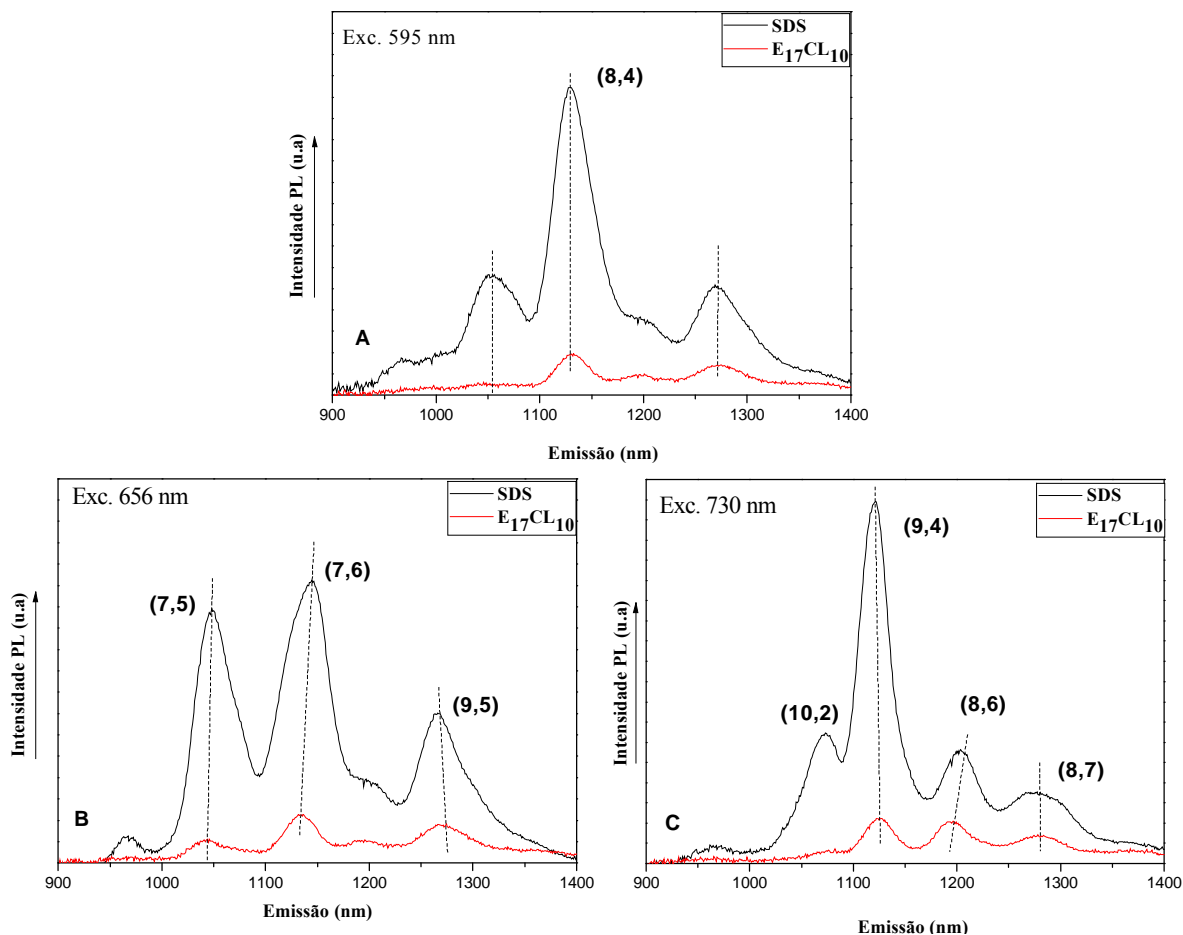 Exc. 595 nm
SDS
E17CL10
(8,4)
Intensidade PL (u.a)
A
900 1000 1100 1200 1300 1400
Emissão (nm)
Exc. 656 nm
SDS
E17CL10
(7,5)
(7,6)
(9,5)
Intensidade PL (u.a)
B
900 1000 1100 1200 1300 1400
Emissão (nm)
Exc. 730 nm
SDS
E17CL10
(9,4)
(10,2)
(8,6)
(8,7)
Intensidade PL (u.a)
C
900 1000 1100 1200 1300 1400
Emissão (nm)